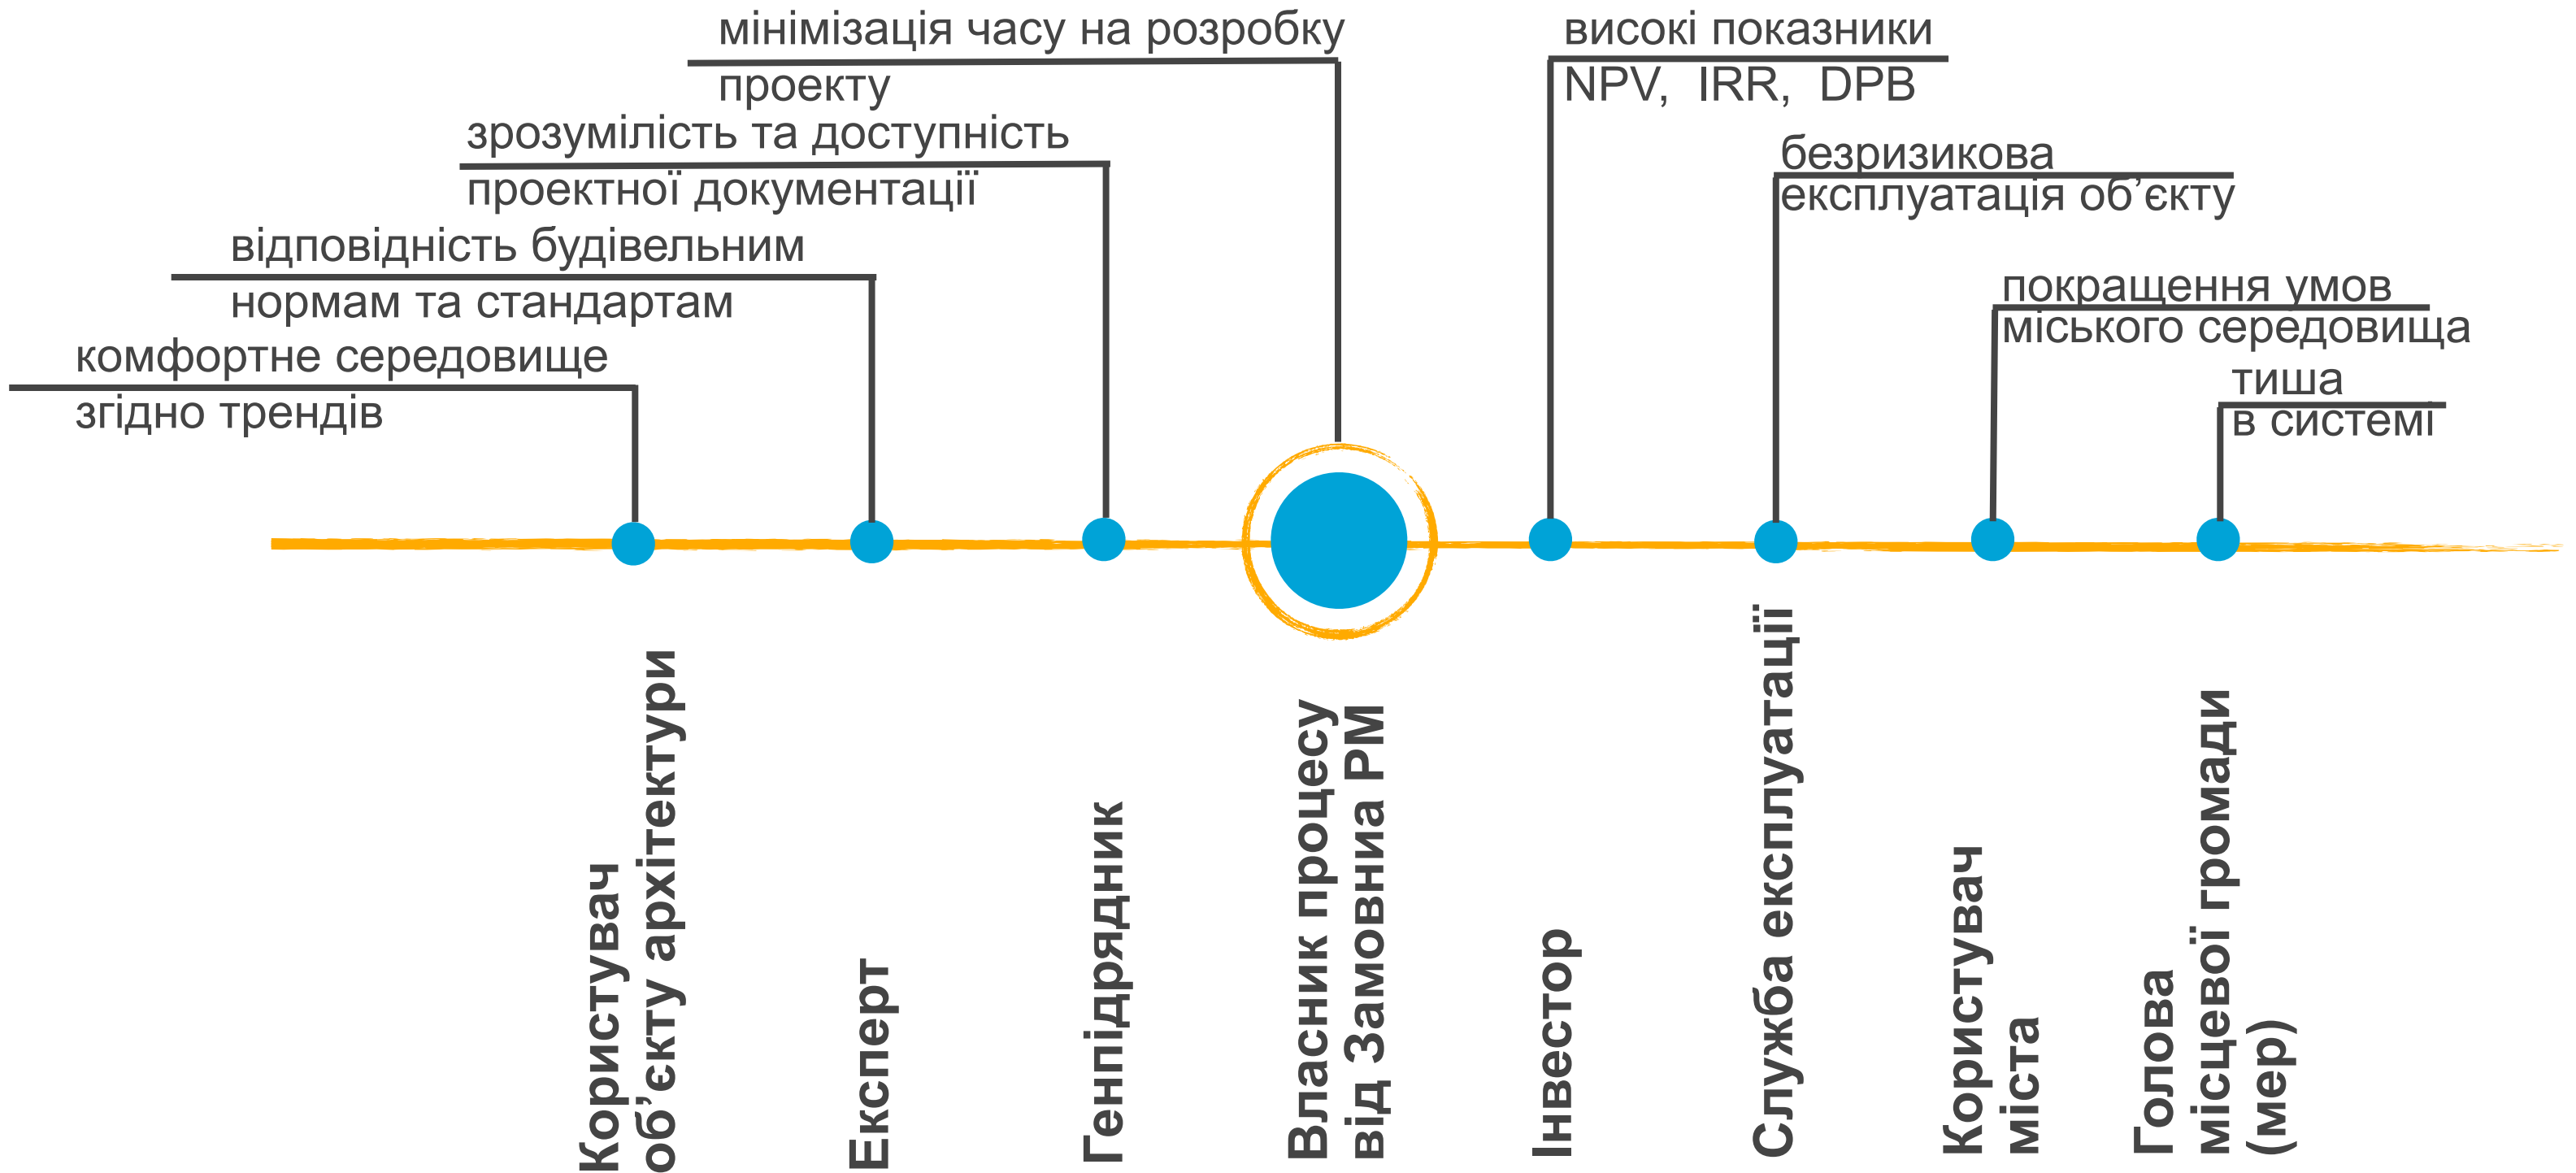 мінімізація часу на розробку
проекту
зрозумілість та доступність
проектної документації
відповідність будівельним
нормам та стандартам
комфортне середовище
згідно трендів
високі показники
NPV, IRR, DPB
безризикова
експлуатація об’єкту
покращення умов
міського середовища
тиша
в системі
Користувач
об’єкту архітектури
Експерт
Генпідрядник
Власник процесу
від Замовниа РМ
Інвестор
Служба експлуатації
Користувач
міста
Голова
місцевої громади
(мер)